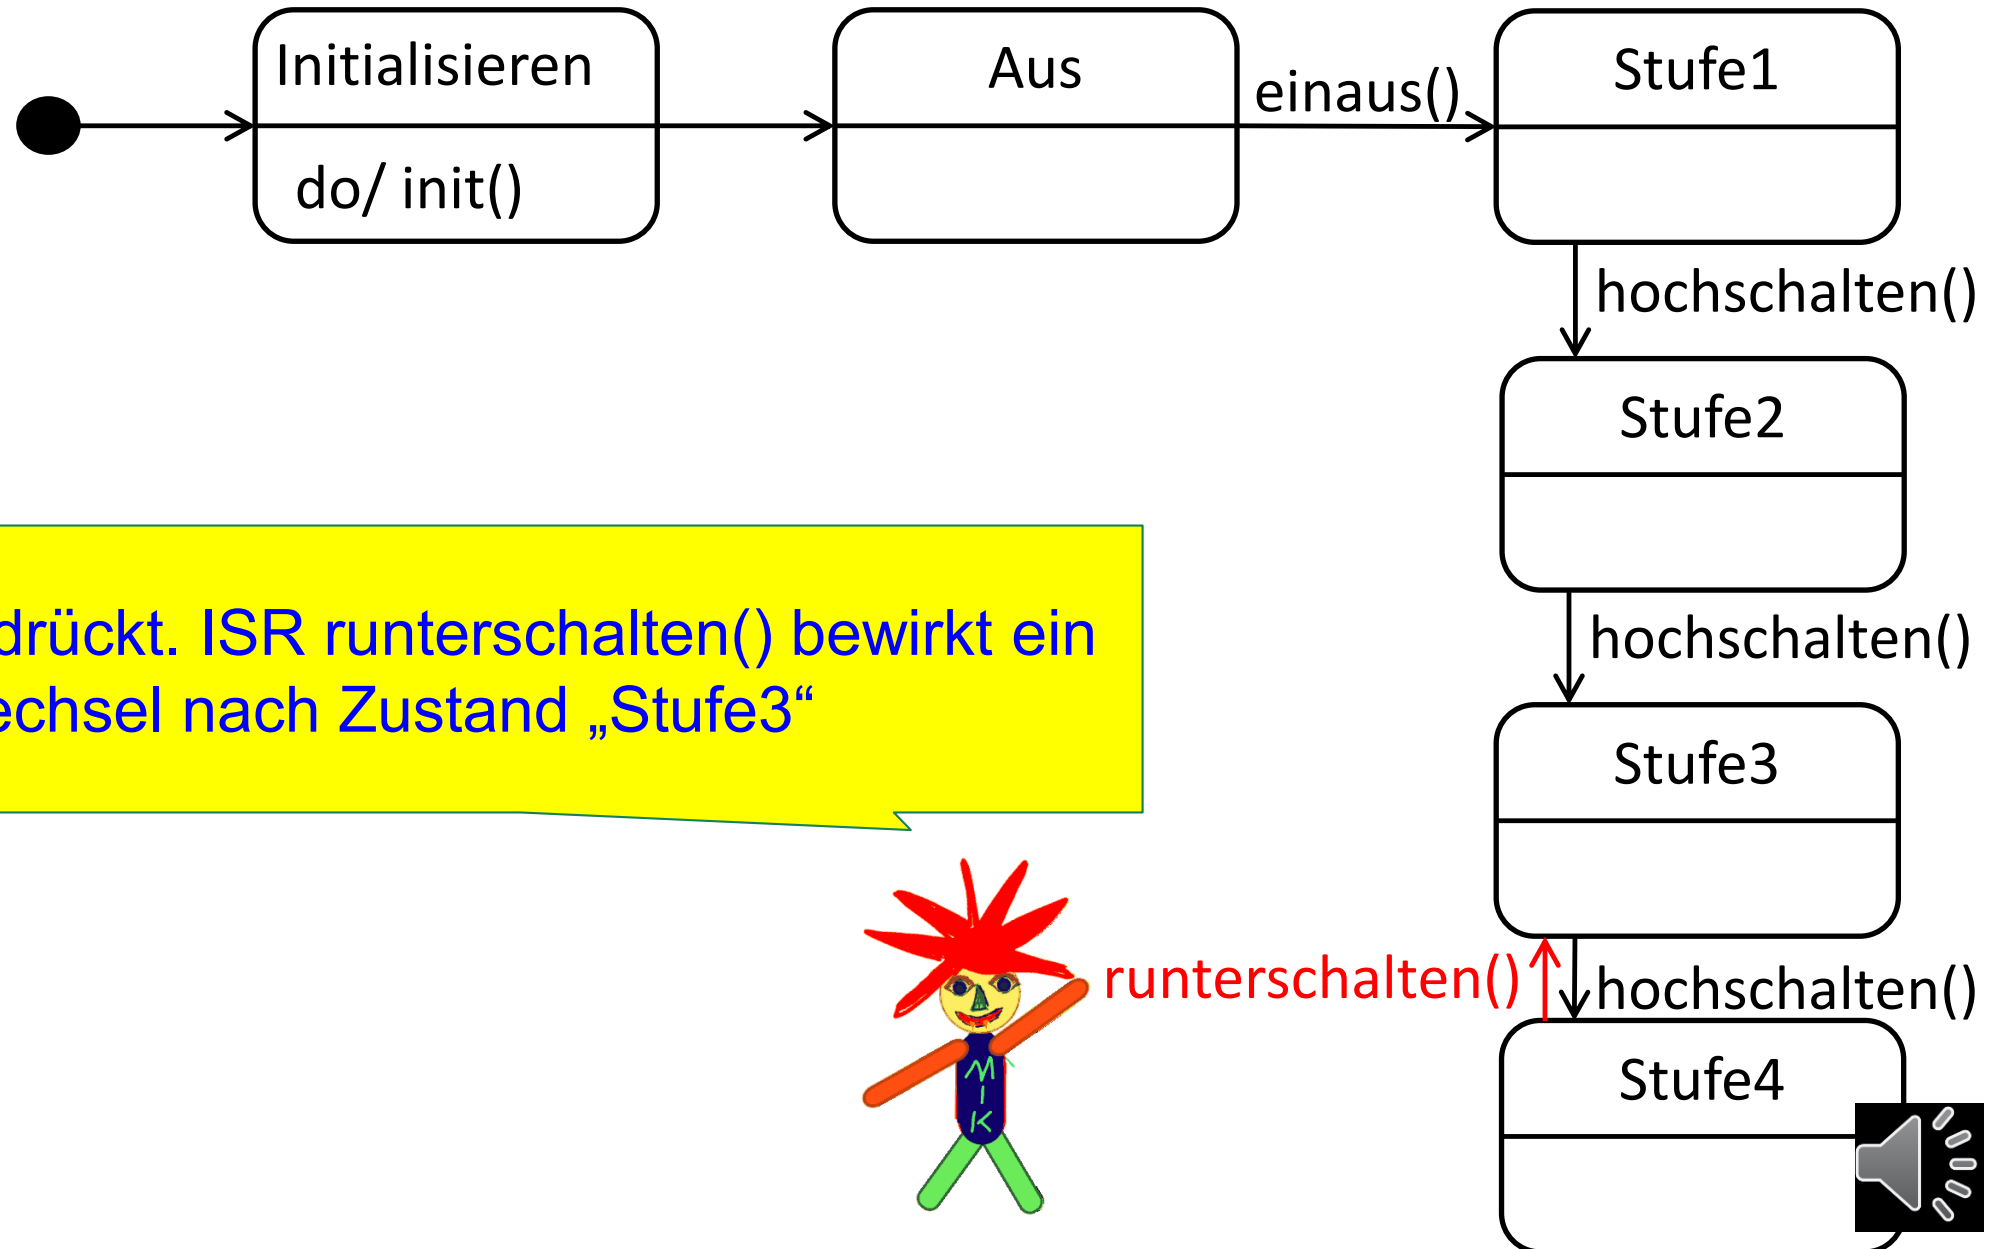 Initialisieren
do/ init()
Aus
einaus()
Stufe1
hochschalten()
Stufe2
hochschalten()
drückt. ISR runterschalten() bewirkt ein
echsel nach Zustand „Stufe3“
Stufe3
runterschalten()
hochschalten()
Stufe4
MIK